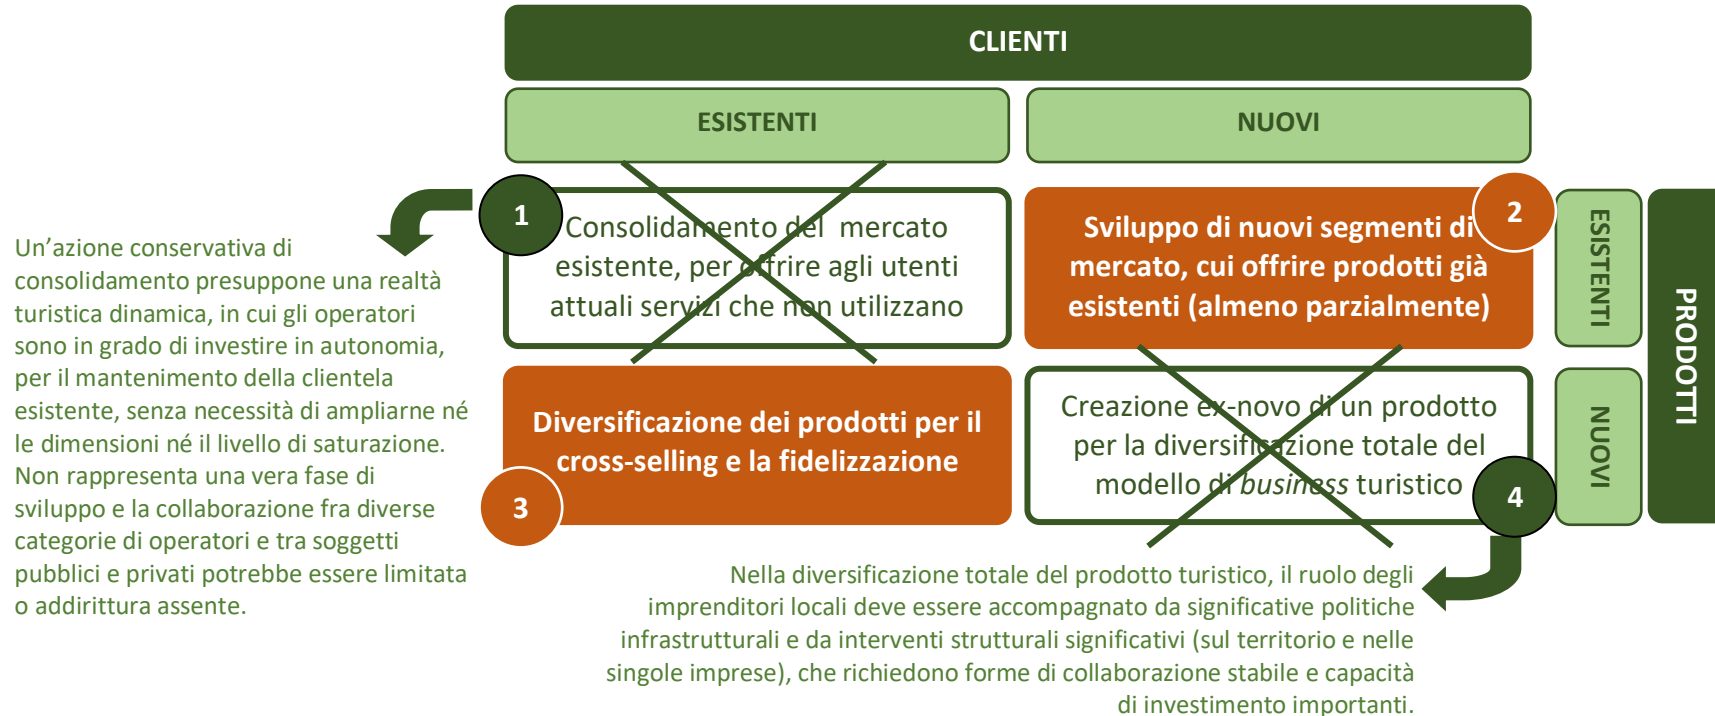 CLIENTI
ESISTENTI
NUOVI
1
Consolidamento del mercato
esistente, per offrire agli utenti
attuali servizi che non utilizzano
2
Sviluppo di nuovi segmenti di
mercato, cui offrire prodotti già
esistenti (almeno parzialmente)
ESISTENTI
PRODOTTI
Un’azione conservativa di
consolidamento presuppone una realtà
turistica dinamica, in cui gli operatori
sono in grado di investire in autonomia,
per il mantenimento della clientela
esistente, senza necessità di ampliarne né
le dimensioni né il livello di saturazione.
Non rappresenta una vera fase di
sviluppo e la collaborazione fra diverse
categorie di operatori e tra soggetti
pubblici e privati potrebbe essere limitata
o addirittura assente.
Diversificazione dei prodotti per il
cross-selling e la fidelizzazione
3
Creazione ex-novo di un prodotto
per la diversificazione totale del
modello di business turistico
4
NUOVI
Nella diversificazione totale del prodotto turistico, il ruolo degli
imprenditori locali deve essere accompagnato da significative politiche
infrastrutturali e da interventi strutturali significativi (sul territorio e nelle
singole imprese), che richiedono forme di collaborazione stabile e capacità
di investimento importanti.